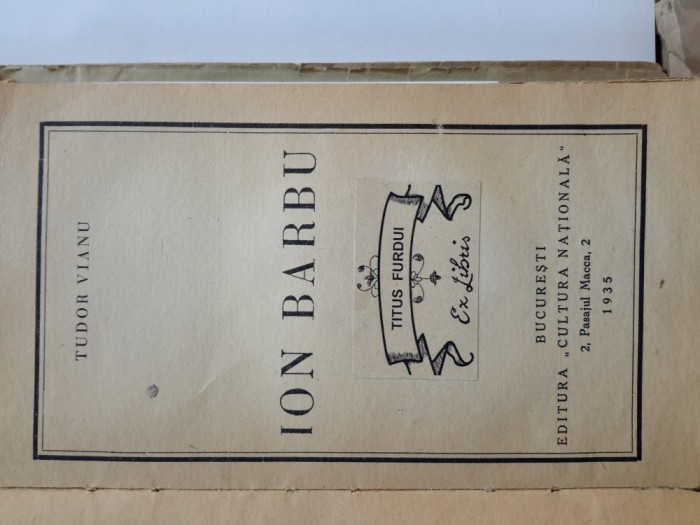 TUDOR VIANU
ION BARBU
TITUS FURDUI
Ex Libris
BUCUREȘTI
EDITURA „CULTURA NAȚIONALĂ“
2, Pasajul Macca, 2
1935